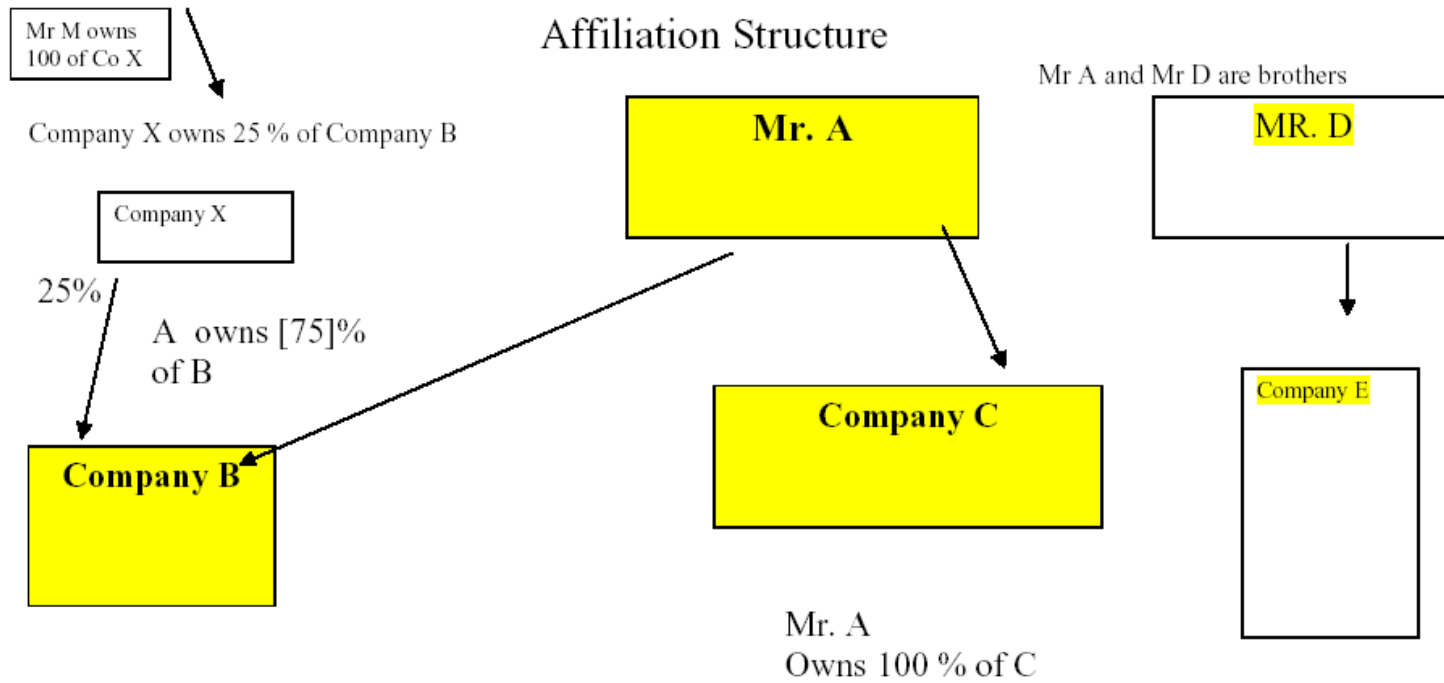 Affiliation Structure
Mr M owns
100 of Co X
Mr A and Mr D are brothers
Company X owns 25 % of Company B
Mr. A
MR. D
Company X
25%
A owns [75]%
of B
Company C
Company E
Company B
Mr. A
Owns 100 % of C